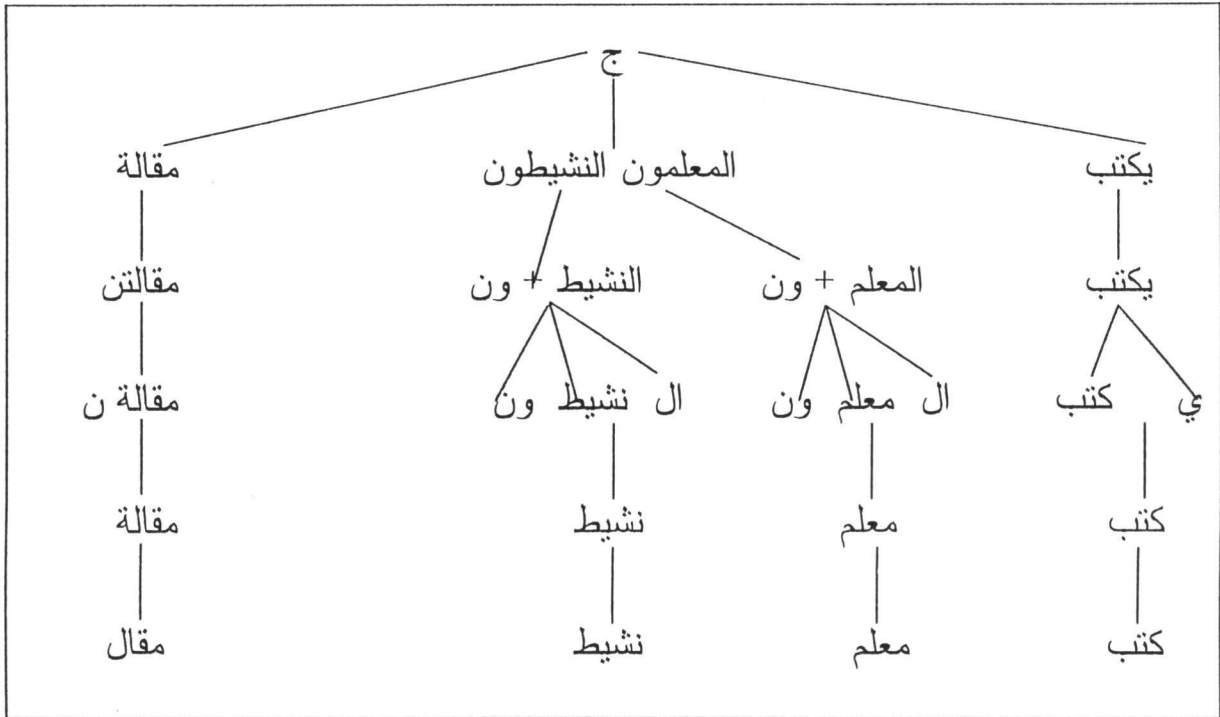 ج
يكتب المعلمون النشيطون مقالة
يكتب المعلم + ون النشيط + ون مقالتن
ي كتب ال معلم ون ال نشيط ون مقالة ن
كتب معلم نشيط مقالة
كتب معلم نشيط مقال